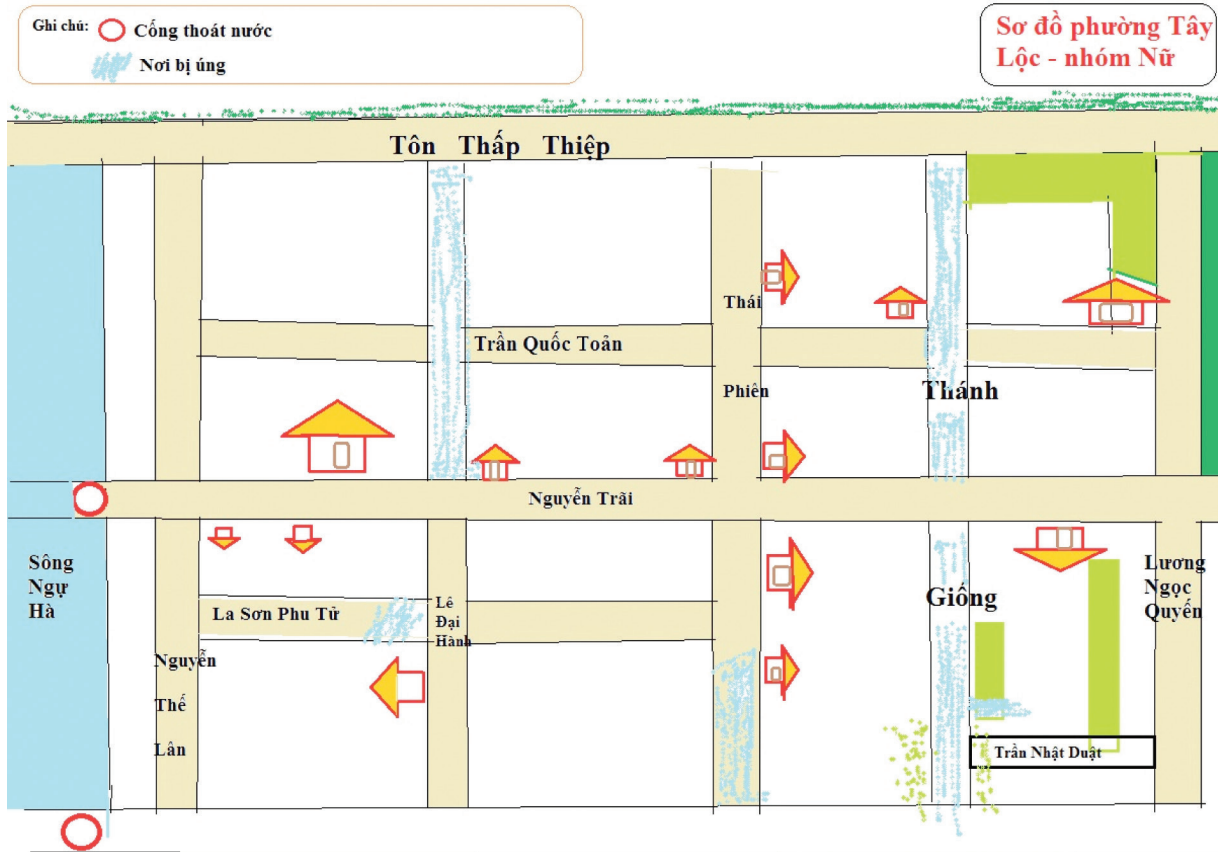 Ghi chú: Cống thoát nước
Nơi bị úng
Sơ đồ phường Tây
Lộc - nhóm Nữ
Tôn Thấp Thiệp
Thái
Trần Quốc Toản
Phiên
Thánh
Nguyễn Trãi
Sông
Ngự
Hà
Lương
Ngọc
Quyến
Giống
La Sơn Phu Tử
Lê
Đại
Hành
Nguyễn
Thế
Lân
Trần Nhật Duật